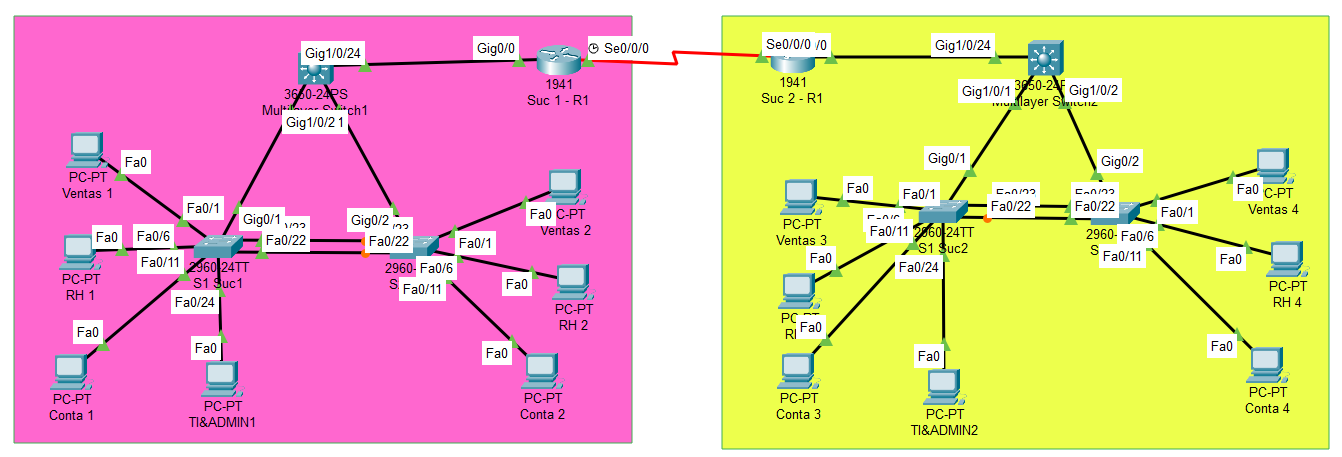 Gig1/0/24
Gig0/0
Se0/0/0
1941
Suc 1 - R1
3650-24PS
Multilayer Switch1
Gig1/0/2 1
Fa0
PC-PT
Ventas 1
Fa0/1
Gig0/1
Fa0/22
Fa0
Fa0/6
PC-PT
RH 1
Fa0/11
2960-24TT
S1 Suc1
Fa0/24
Fa0
PC-PT
Conta 1
Fa0
PC-PT
TI&ADMIN1
Gig0/2
Fa0/22
2960-
Fa0/1
Fa0/6
Fa0/11
Fa0
C-PT
Ventas 2
Fa0
PC-PT
RH 2
Fa0
PC-PT
Conta 2
Se0/0/0
/0
1941
Suc 2 - R1
Gig1/0/24
Gig1/0/1
Gig1/0/2
Gig0/1
Gig0/2
Fa0
PC-PT
Ventas 3
Fa0/1
Fa0/22
Fa0/11
2960-24TT
S1 Suc2
Fa0/24
Fa0
PC-PT
Fa0
PC-PT
Conta 3
Fa0
PC-PT
TI&ADMIN2
Fa0/22
2960-
Fa0/1
Fa0/6
Fa0/11
Fa0
C-PT
Ventas 4
Fa0
PC-PT
RH 4
Fa0
PC-PT
Conta 4